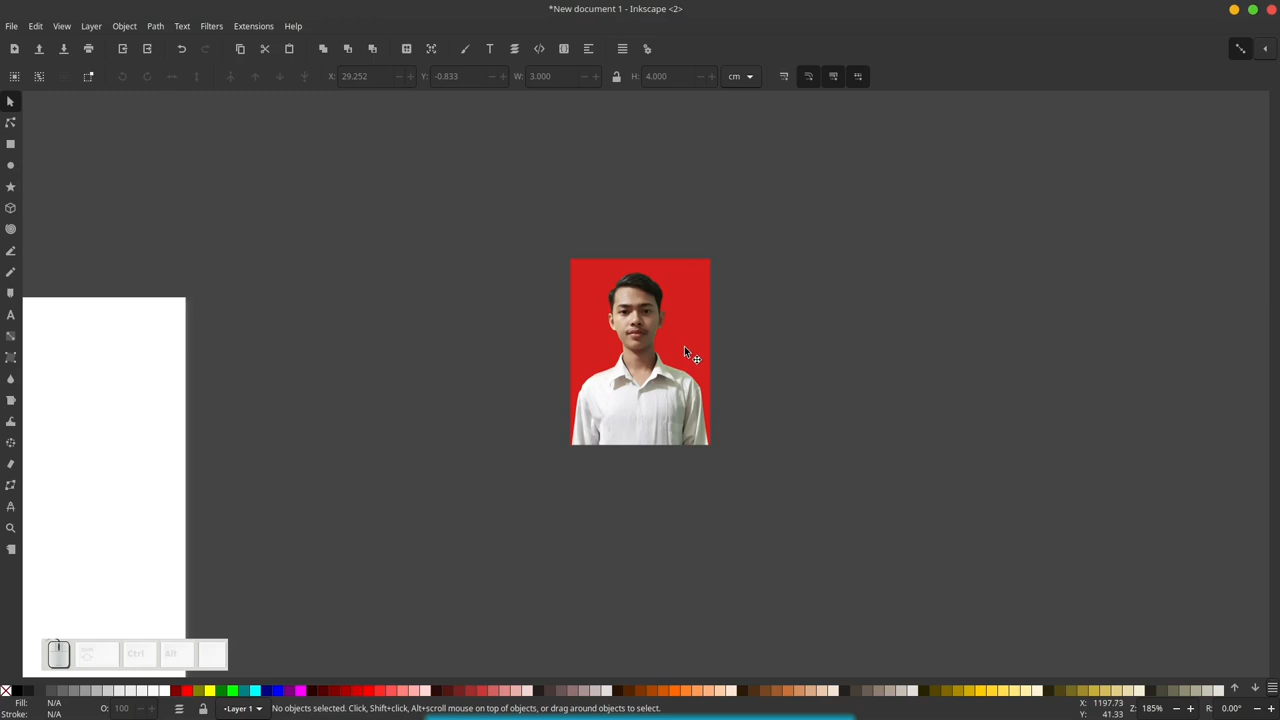 *New document 1 - Inkscape <2>
File Edit View Layer Object Path Text Filters Extensions Help
X: 29.252 Y: -0.833 W: 3.000 H: 4.000 cm
Ctrl Alt
Fill: N/A
Stroke: N/A
O: 100
•Layer 1
No objects selected. Click, Shift+click, Alt+scroll mouse on top of objects, or drag around objects to select.
X: 1197.73
Y: 41.33
Z: 185%
R: 0.00°